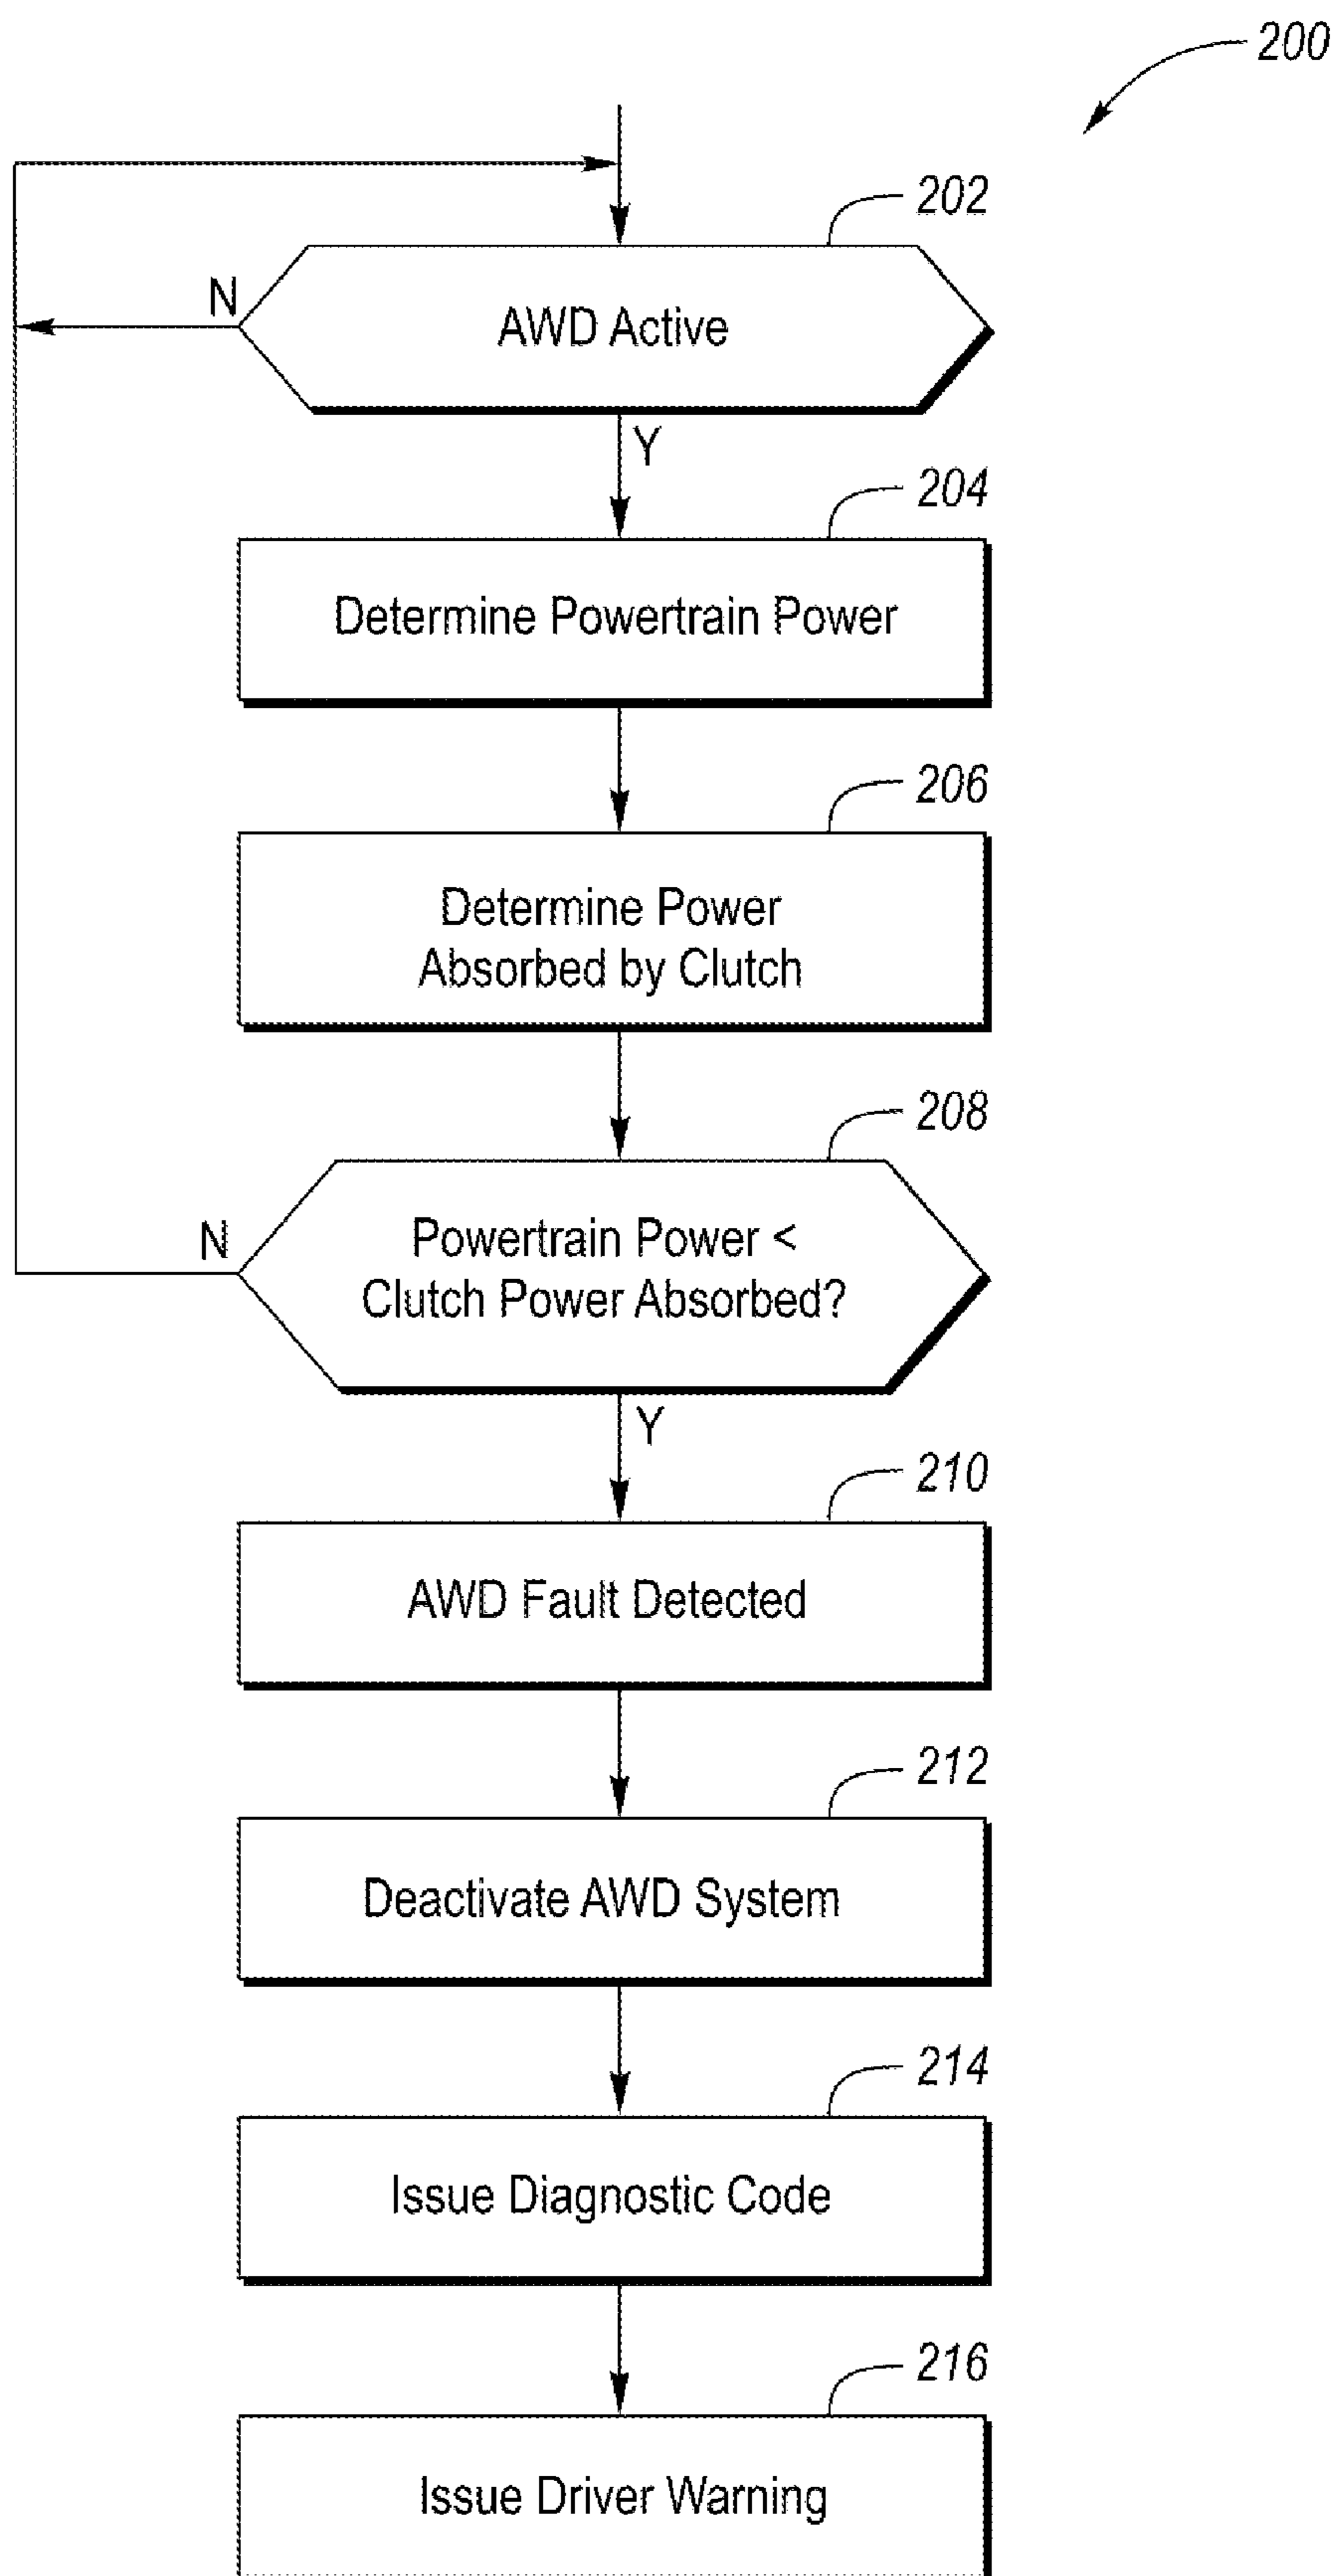 200
202
N
AWD Active
Y
204
Determine Powertrain Power
206
Determine Power
Absorbed by Clutch
208
N
Powertrain Power <
Clutch Power Absorbed?
Y
210
AWD Fault Detected
212
Deactivate AWD System
214
Issue Diagnostic Code
216
Issue Driver Warning